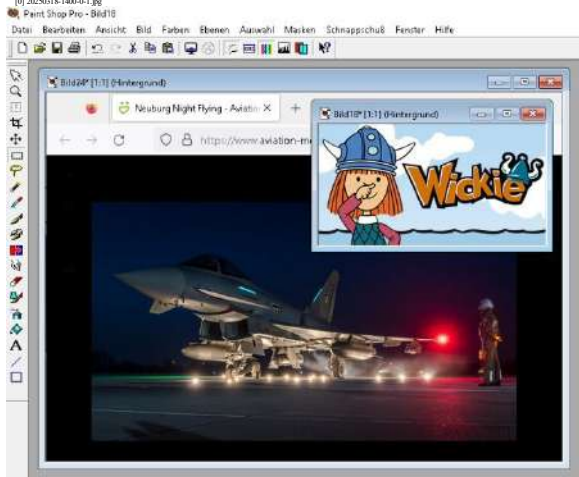 [0] 20250318-1400-0-1.jpg
Paint Shop Pro - Bild18
Datei Bearbeiten Ansicht Bild Farben Ebenen Auswahl Masken Schnappschuß Fenster Hilfe
Bild24* [1:1] (Hintergrund)
Neuburg Night Flying - Aviatio
https://www.aviation-m
Bild18* [1:1] (Hintergrund)
Wickie